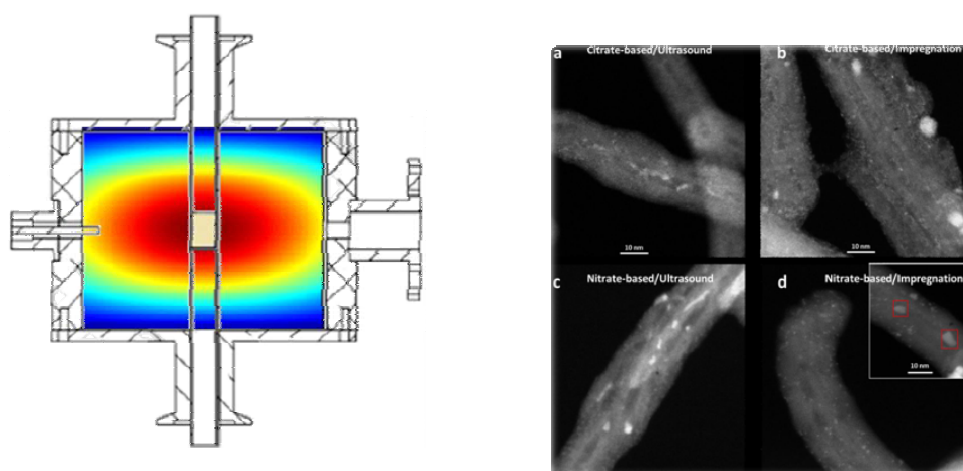 a Citrate-based/Ultrasound
b Citrate-based/Impregnation
10 nm
10 nm
c Nitrate-based/Ultrasound
d Nitrate-based/Impregnation
10 nm